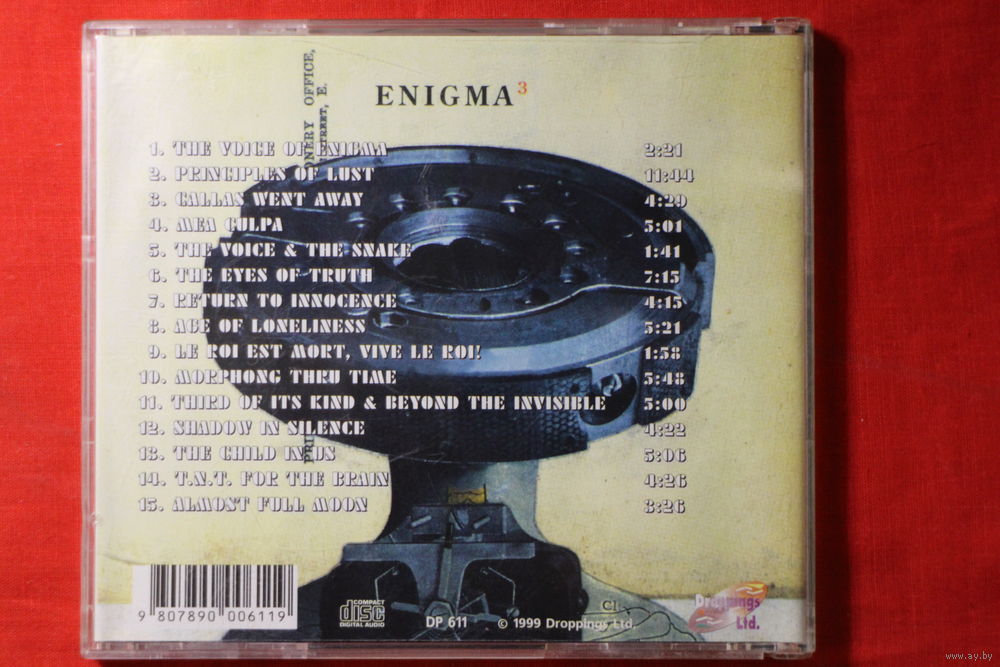 ENIGMA³
ONERY OFFICE,
STREET, E.
1. THE VOICE OF ENIGMA 2:21
2. PRINCIPLES OF LUST 11:44
3. CALLAS WENT AWAY 4:29
4. MEA CULPA 5:01
5. THE VOICE & THE SNAKE 1:41
6. THE EYES OF TRUTH 7:15
7. RETURN TO INNOCENCE 4:15
8. AGE OF LONELINESS 5:21
9. LE ROI EST MORT, VIVE LE ROI! 1:58
10. MORPHONG THRU TIME 5:48
11. THIRD OF ITS KIND & BEYOND THE INVISIBLE 5:00
12. SHADOW IN SILENCE 4:22
13. THE CHILD IN US 5:06
14. T.N.T. FOR THE BRAIN 4:26
15. ALMOST FULL MOON 3:26
9 807890 006119
COMPACT
disc
DIGITAL AUDIO
DP 611
© 1999 Droppings Ltd.
Droppings
Ltd.
www.ay.by